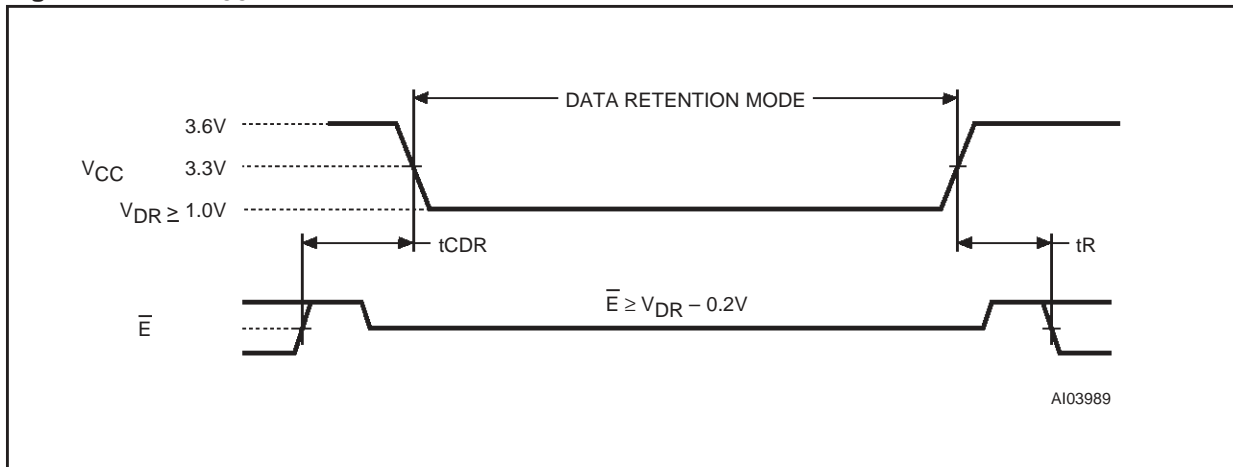 DATA RETENTION MODE
3.6V
VCC 3.3V
VDR ≥ 1.0V
tCDR
tR
E̅ ≥ VDR – 0.2V
E̅
AI03989